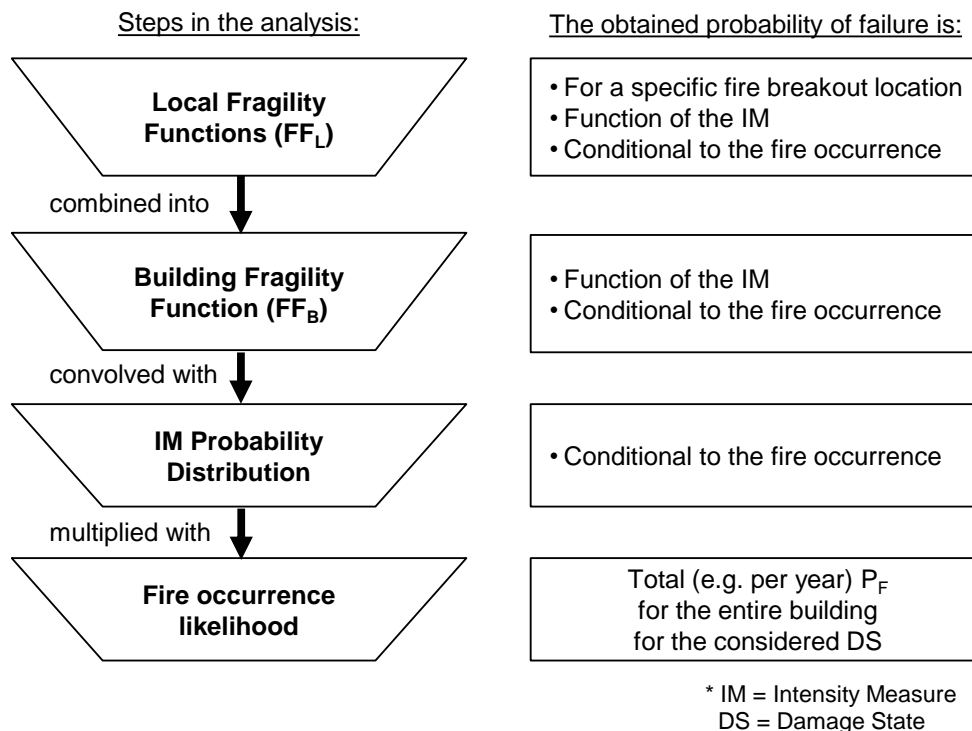 Steps in the analysis:
The obtained probability of failure is:
Local Fragility
Functions (FF_L)
• For a specific fire breakout location
• Function of the IM
• Conditional to the fire occurrence
combined into
Building Fragility
Function (FF_B)
• Function of the IM
• Conditional to the fire occurrence
convolved with
IM Probability
Distribution
• Conditional to the fire occurrence
multiplied with
Fire occurrence
likelihood
Total (e.g. per year) P_F
for the entire building
for the considered DS
* IM = Intensity Measure
DS = Damage State